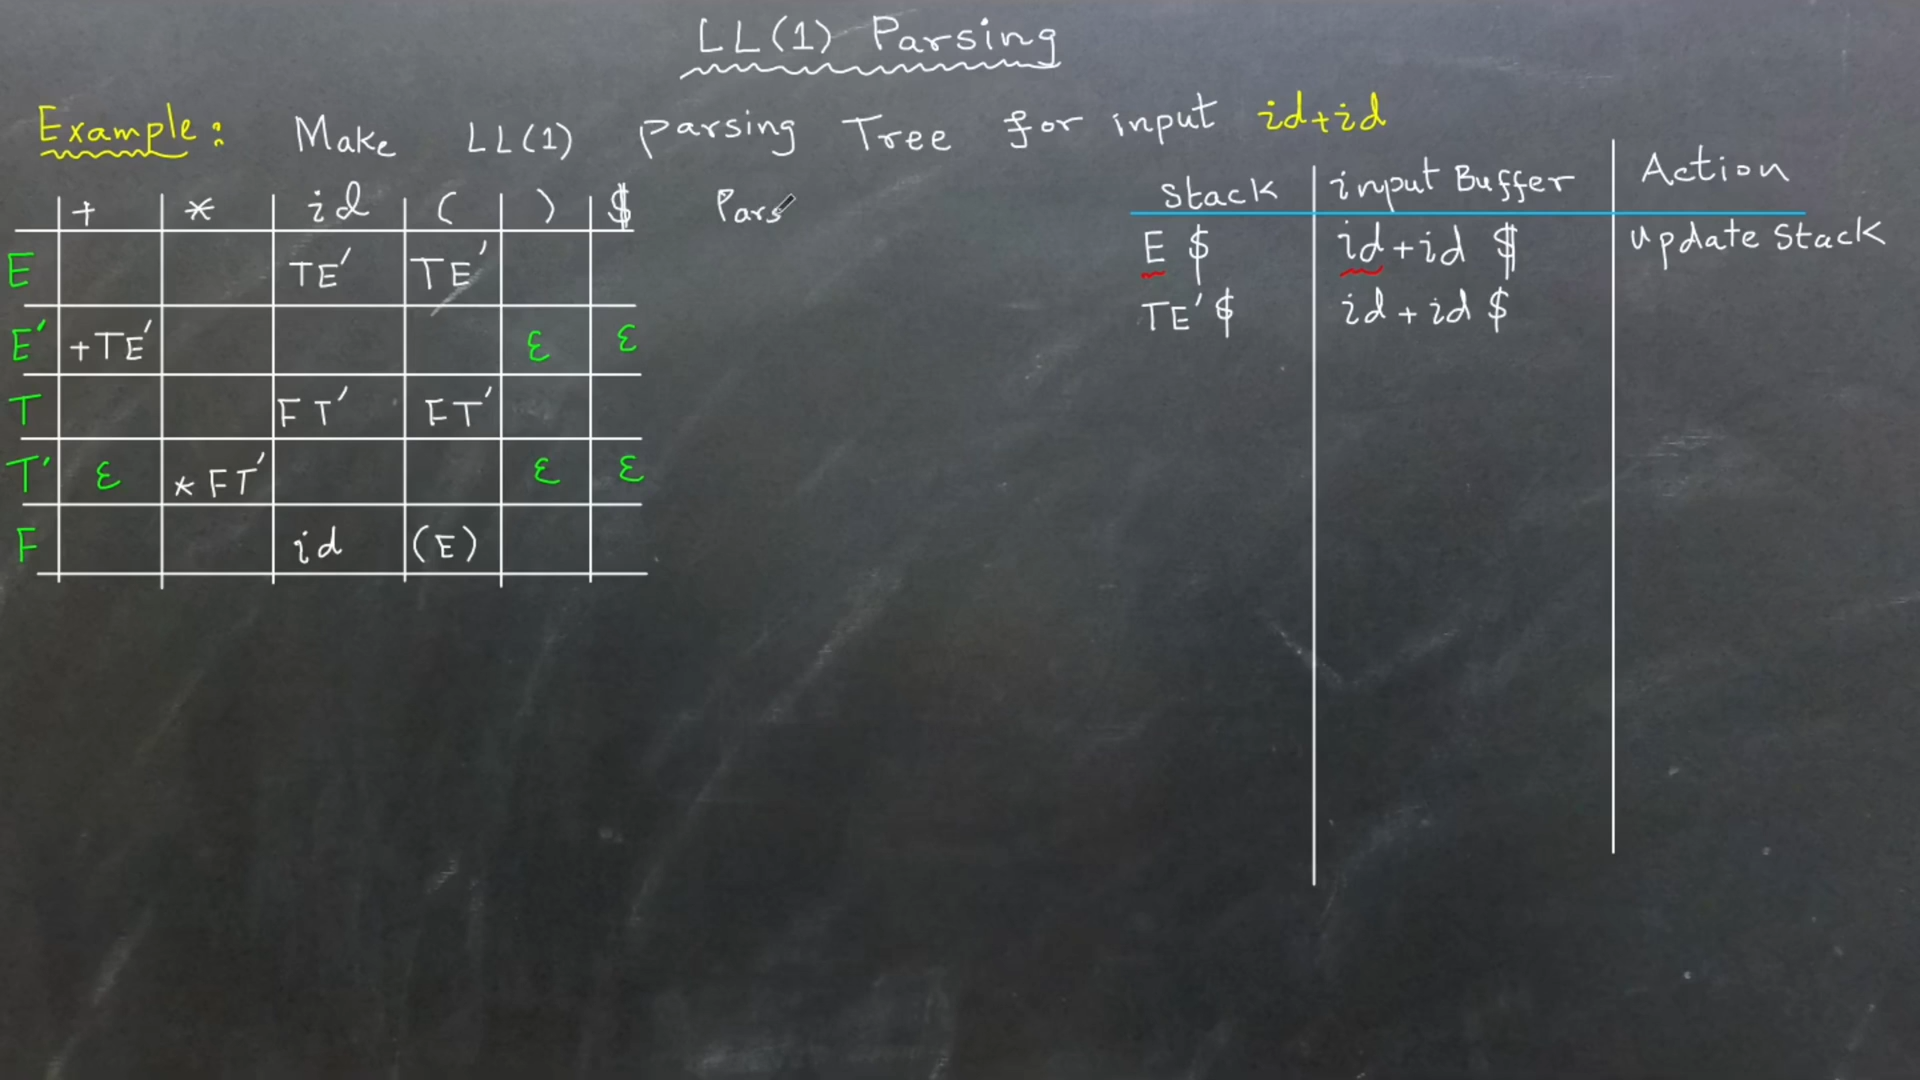 LL(1) Parsing
Example: Make LL(1) parsing Tree for input id+id
+ * id ( ) $
E TE′ TE′
E′ +TE′ ε ε
T FT′ FT′
T′ ε *FT′ ε ε
F id (E)
Pars
Stack input Buffer Action
E $ id+id $ update Stack
TE′$ id+id $